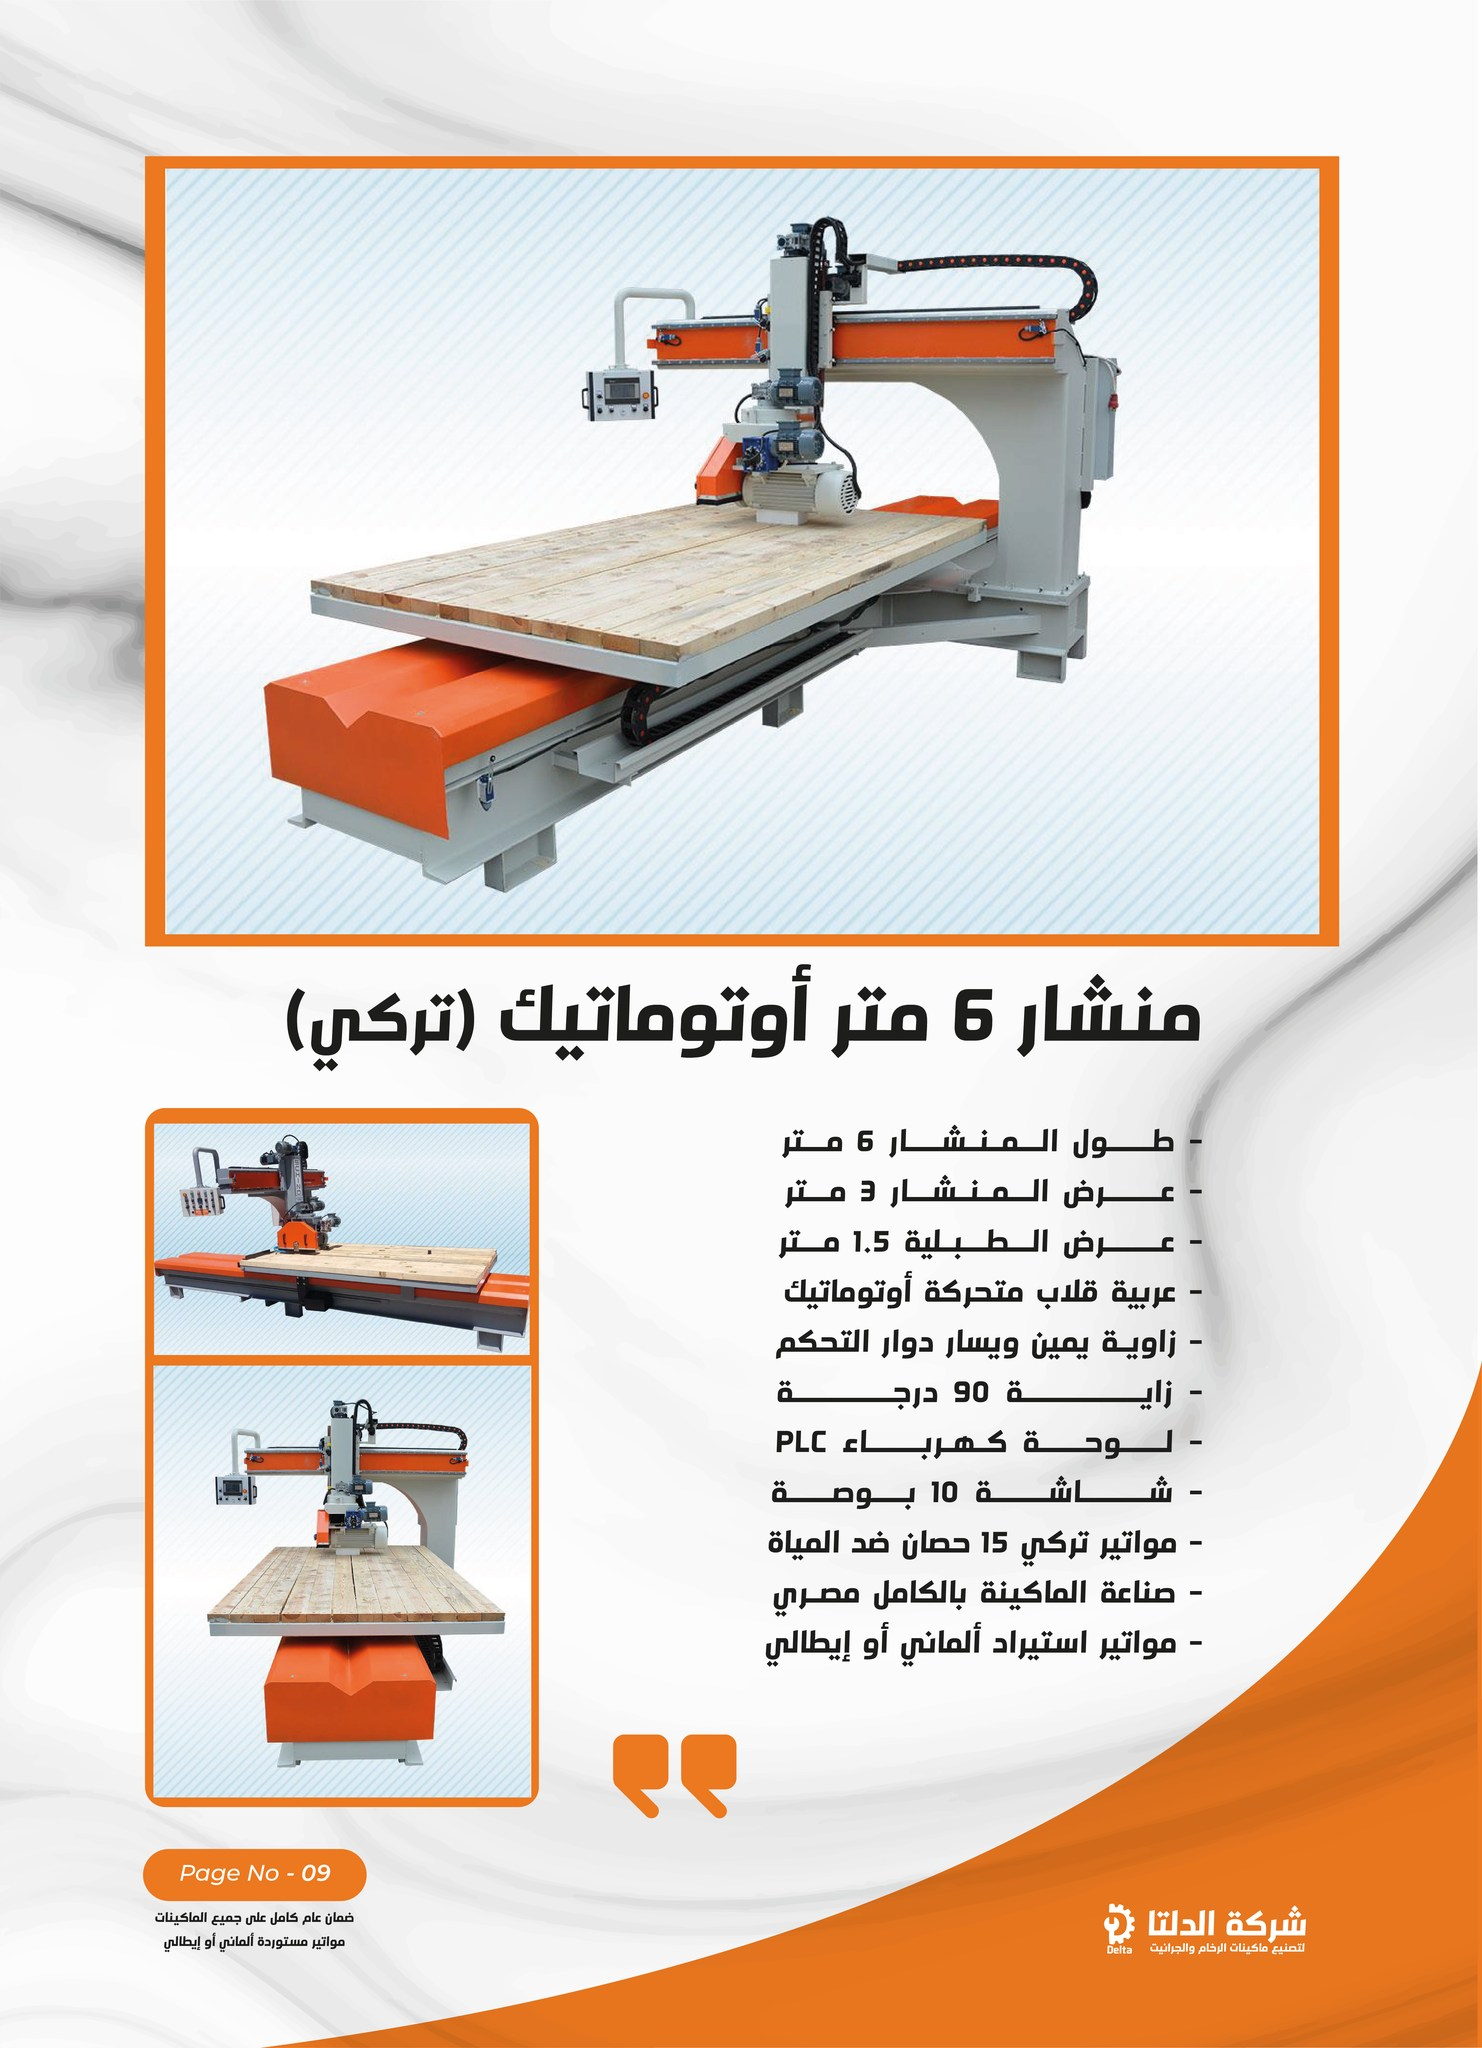 منشار 6 متر أوتوماتيك (تركي)
- طول المنشار 6 متر
- عرض المنشار 3 متر
- عرض الطبلية 1.5 متر
- عربية قلاب متحركة أوتوماتيك
- زاوية يمين ويسار دوار التحكم
- زاية 90 درجة
- لوحة كهرباء PLC
- شاشة 10 بوصة
- مواتير تركي 15 حصان ضد المياة
- صناعة الماكينة بالكامل مصري
- مواتير استيراد ألماني أو إيطالي
Page No - 09
ضمان عام كامل على جميع الماكينات
مواتير مستوردة ألماني أو إيطالي
شركة الدلتا
لتصنيع ماكينات الرخام والجرانيت
Delta